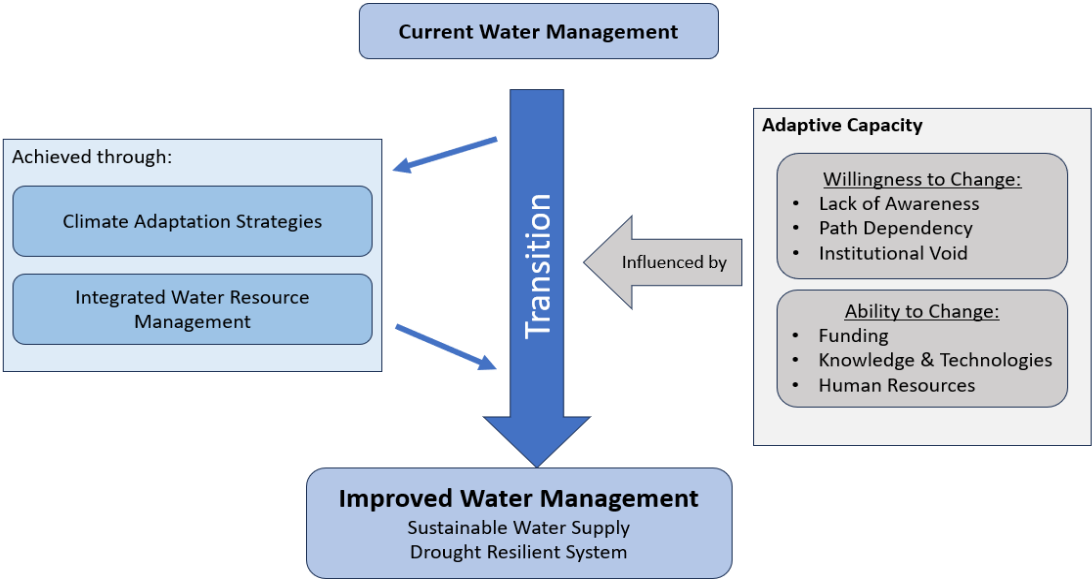 Current Water Management
Achieved through:
Climate Adaptation Strategies
Integrated Water Resource
Management
Transition
Influenced by
Adaptive Capacity
Willingness to Change:
• Lack of Awareness
• Path Dependency
• Institutional Void
Ability to Change:
• Funding
• Knowledge & Technologies
• Human Resources
Improved Water Management
Sustainable Water Supply
Drought Resilient System